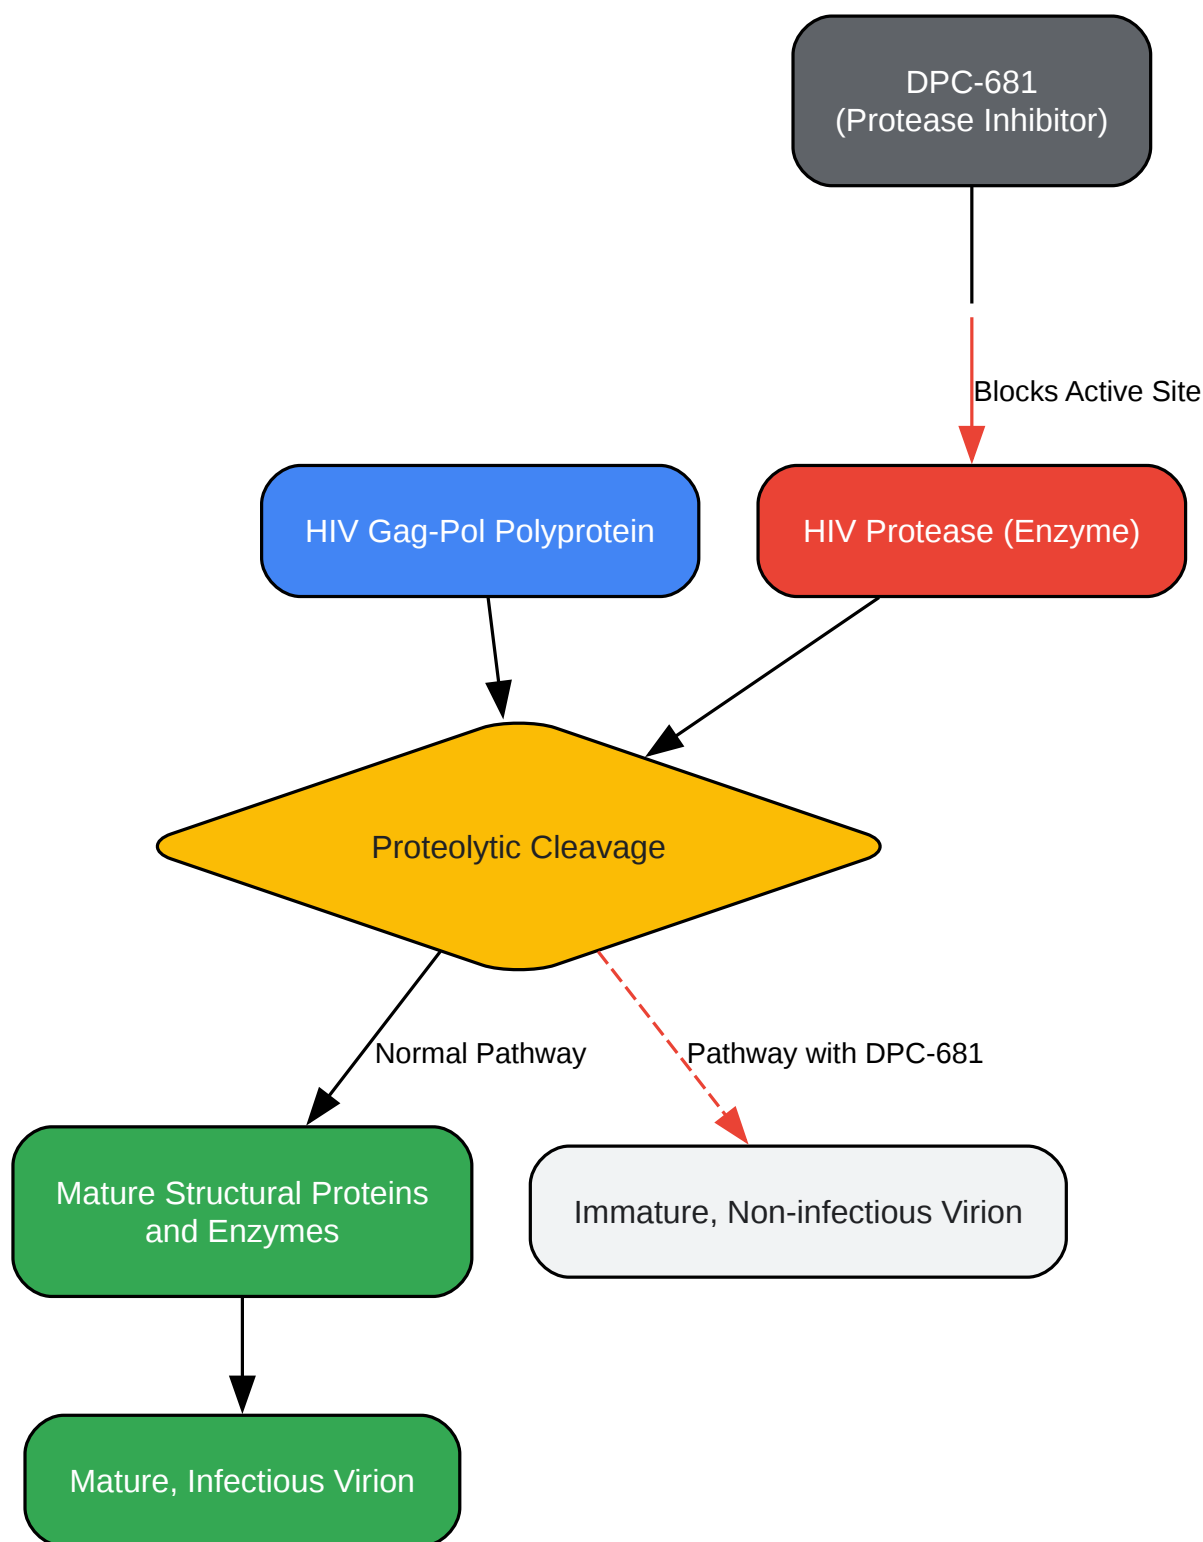 DPC-681
(Protease Inhibitor)
Blocks Active Site
HIV Gag-Pol Polyprotein
HIV Protease (Enzyme)
Proteolytic Cleavage
Normal Pathway
Pathway with DPC-681
Mature Structural Proteins
and Enzymes
Immature, Non-infectious Virion
Mature, Infectious Virion